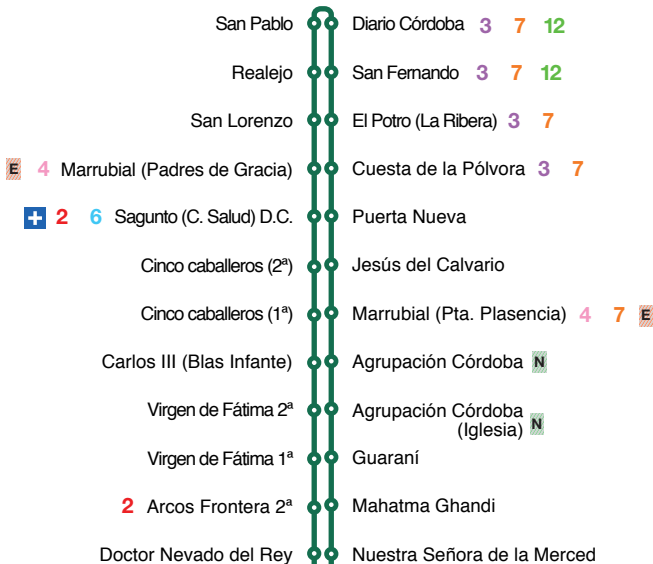 San Pablo Diario Córdoba 3 7 12
Realejo San Fernando 3 7 12
San Lorenzo El Potro (La Ribera) 3 7
E 4 Marrubial (Padres de Gracia) Cuesta de la Pólvora 3 7
+ 2 6 Sagunto (C. Salud) D.C. Puerta Nueva
Cinco caballeros (2ª) Jesús del Calvario
Cinco caballeros (1ª) Marrubial (Pta. Plasencia) 4 7 E
Carlos III (Blas Infante) Agrupación Córdoba N
Virgen de Fátima 2ª Agrupación Córdoba
(Iglesia) N
Virgen de Fátima 1ª Guaraní
2 Arcos Frontera 2ª Mahatma Ghandi
Doctor Nevado del Rey Nuestra Señora de la Merced